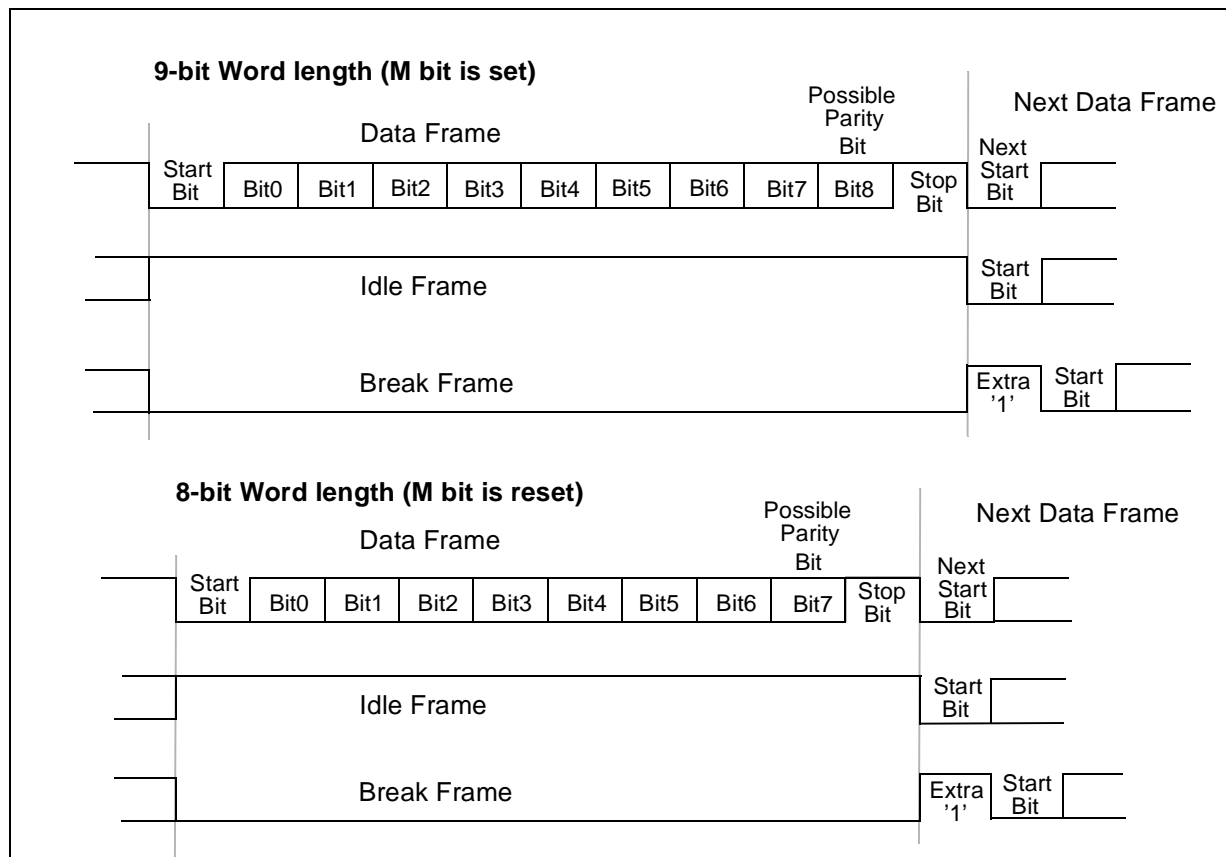 9-bit Word length (M bit is set)
Possible
Parity
Bit
Next Data Frame
Data Frame
Next
Start
Bit
Start
Bit
Bit0
Bit1
Bit2
Bit3
Bit4
Bit5
Bit6
Bit7
Bit8
Stop
Bit
Idle Frame
Start
Bit
Break Frame
Extra
'1'
Start
Bit
8-bit Word length (M bit is reset)
Possible
Parity
Bit
Next Data Frame
Data Frame
Next
Start
Bit
Start
Bit
Bit0
Bit1
Bit2
Bit3
Bit4
Bit5
Bit6
Bit7
Stop
Bit
Idle Frame
Start
Bit
Break Frame
Extra
'1'
Start
Bit